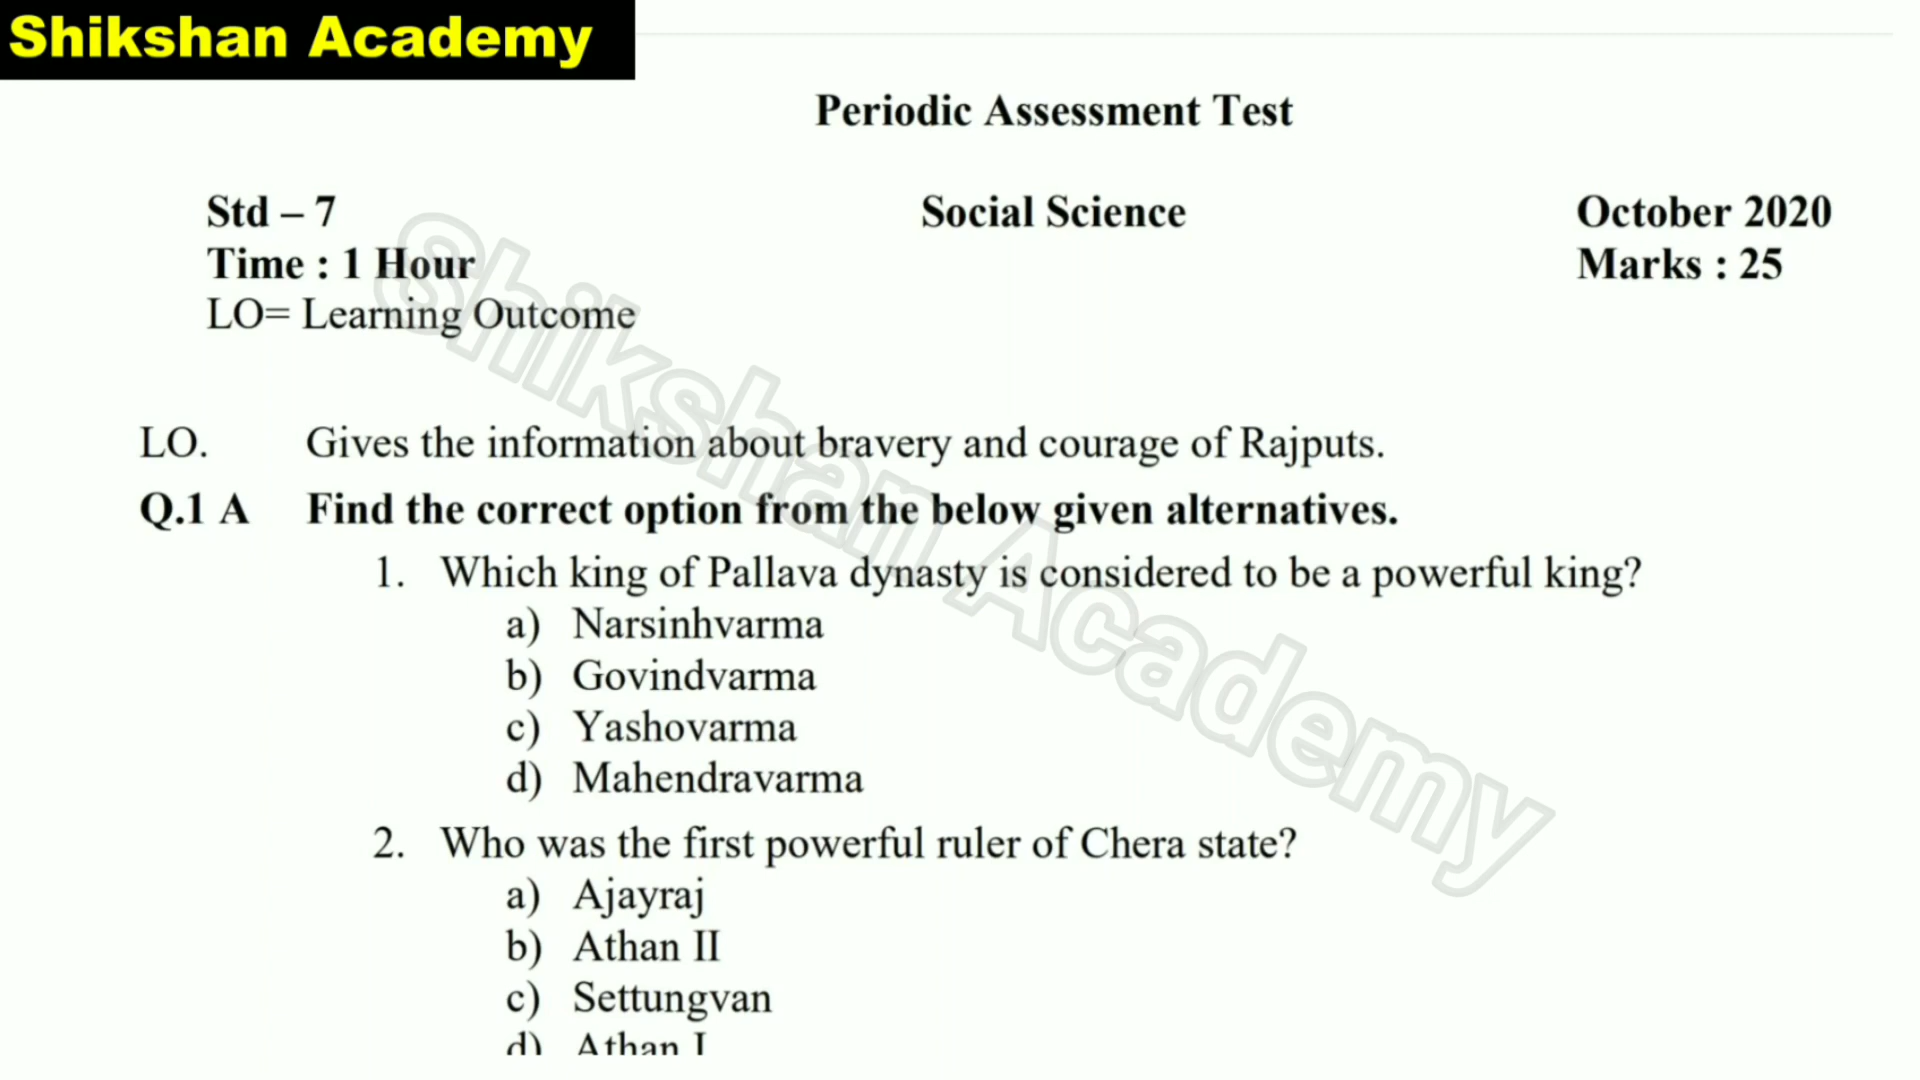 Shikshan Academy
Periodic Assessment Test
Std – 7 Social Science October 2020
Time : 1 Hour Marks : 25
LO= Learning Outcome
LO. Gives the information about bravery and courage of Rajputs.
Q.1 A Find the correct option from the below given alternatives.
1. Which king of Pallava dynasty is considered to be a powerful king?
a) Narsinhvarma
b) Govindvarma
c) Yashovarma
d) Mahendravarma
2. Who was the first powerful ruler of Chera state?
a) Ajayraj
b) Athan II
c) Settungvan
d) Athan I
Shikshan Academy